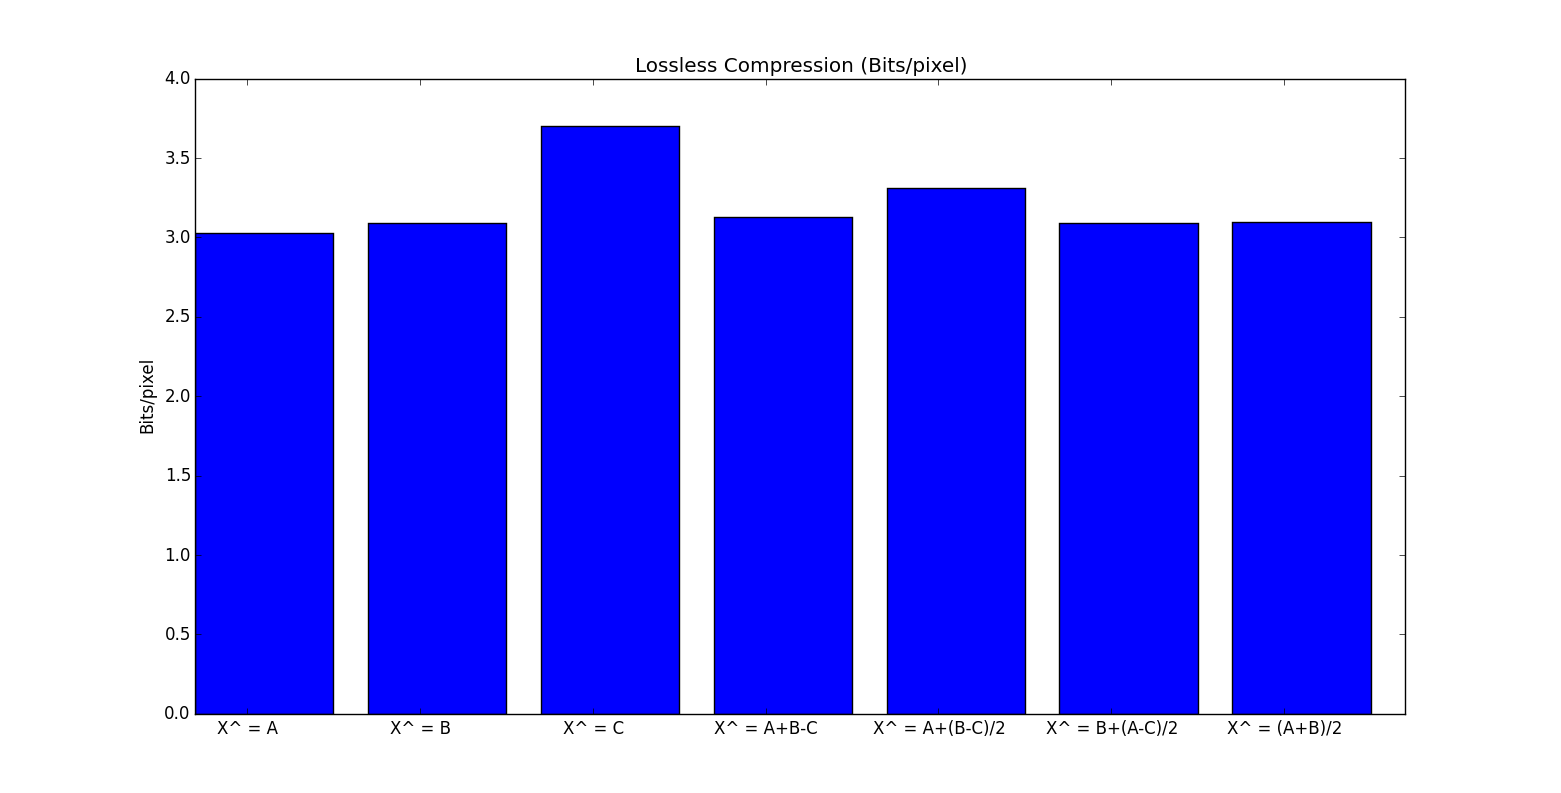 Lossless Compression (Bits/pixel)
4.0
3.5
3.0
2.5
2.0
1.5
1.0
0.5
0.0
Bits/pixel
X^ = A
X^ = B
X^ = C
X^ = A+B-C
X^ = A+(B-C)/2
X^ = B+(A-C)/2
X^ = (A+B)/2